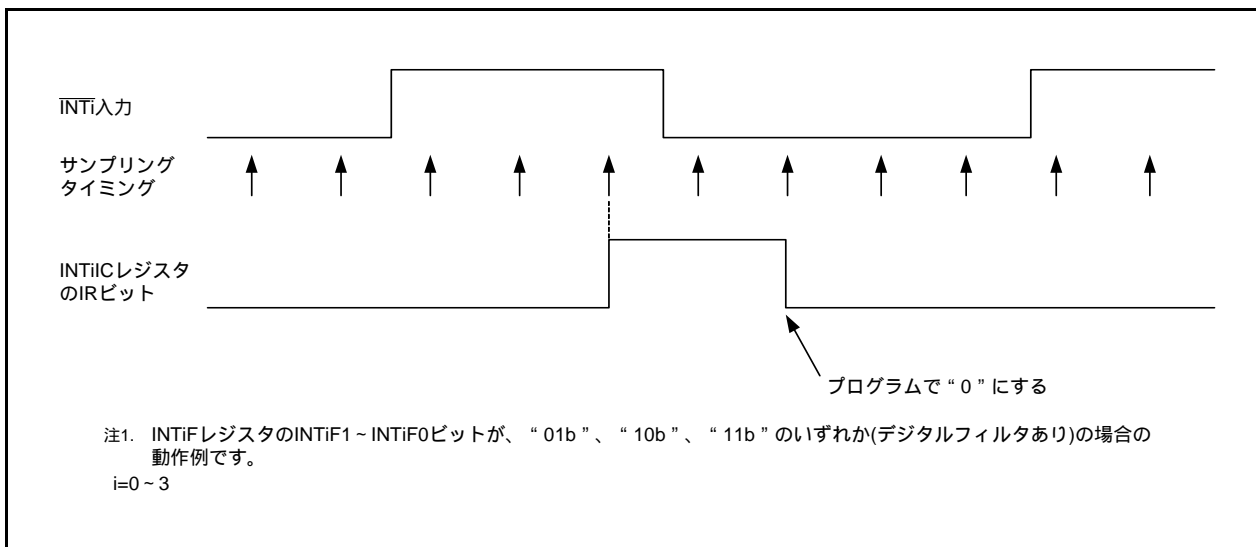 INTi入力
サンプリング
タイミング
INTiICレジスタ
のIRビット
プログラムで“0”にする
注1. INTiFレジスタのINTiF1~INTiF0ビットが、“01b”、“10b”、“11b”のいずれか(デジタルフィルタあり)の場合の
動作例です。
i=0~3